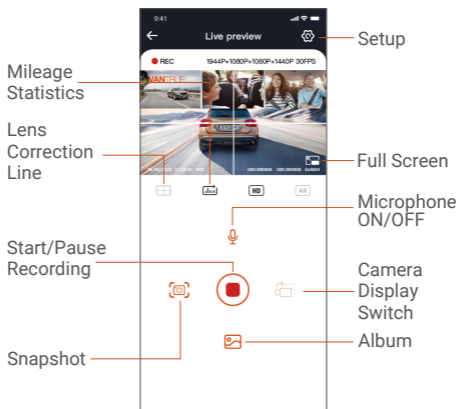 9:41
Live preview
Setup
REC
1944P+1080P+1080P+1440P 30FPS
VANTRUE
Mileage
Statistics
Lens
Correction
Line
Full Screen
HD
AR
Microphone
ON/OFF
Start/Pause
Recording
Camera
Display
Switch
Snapshot
Album